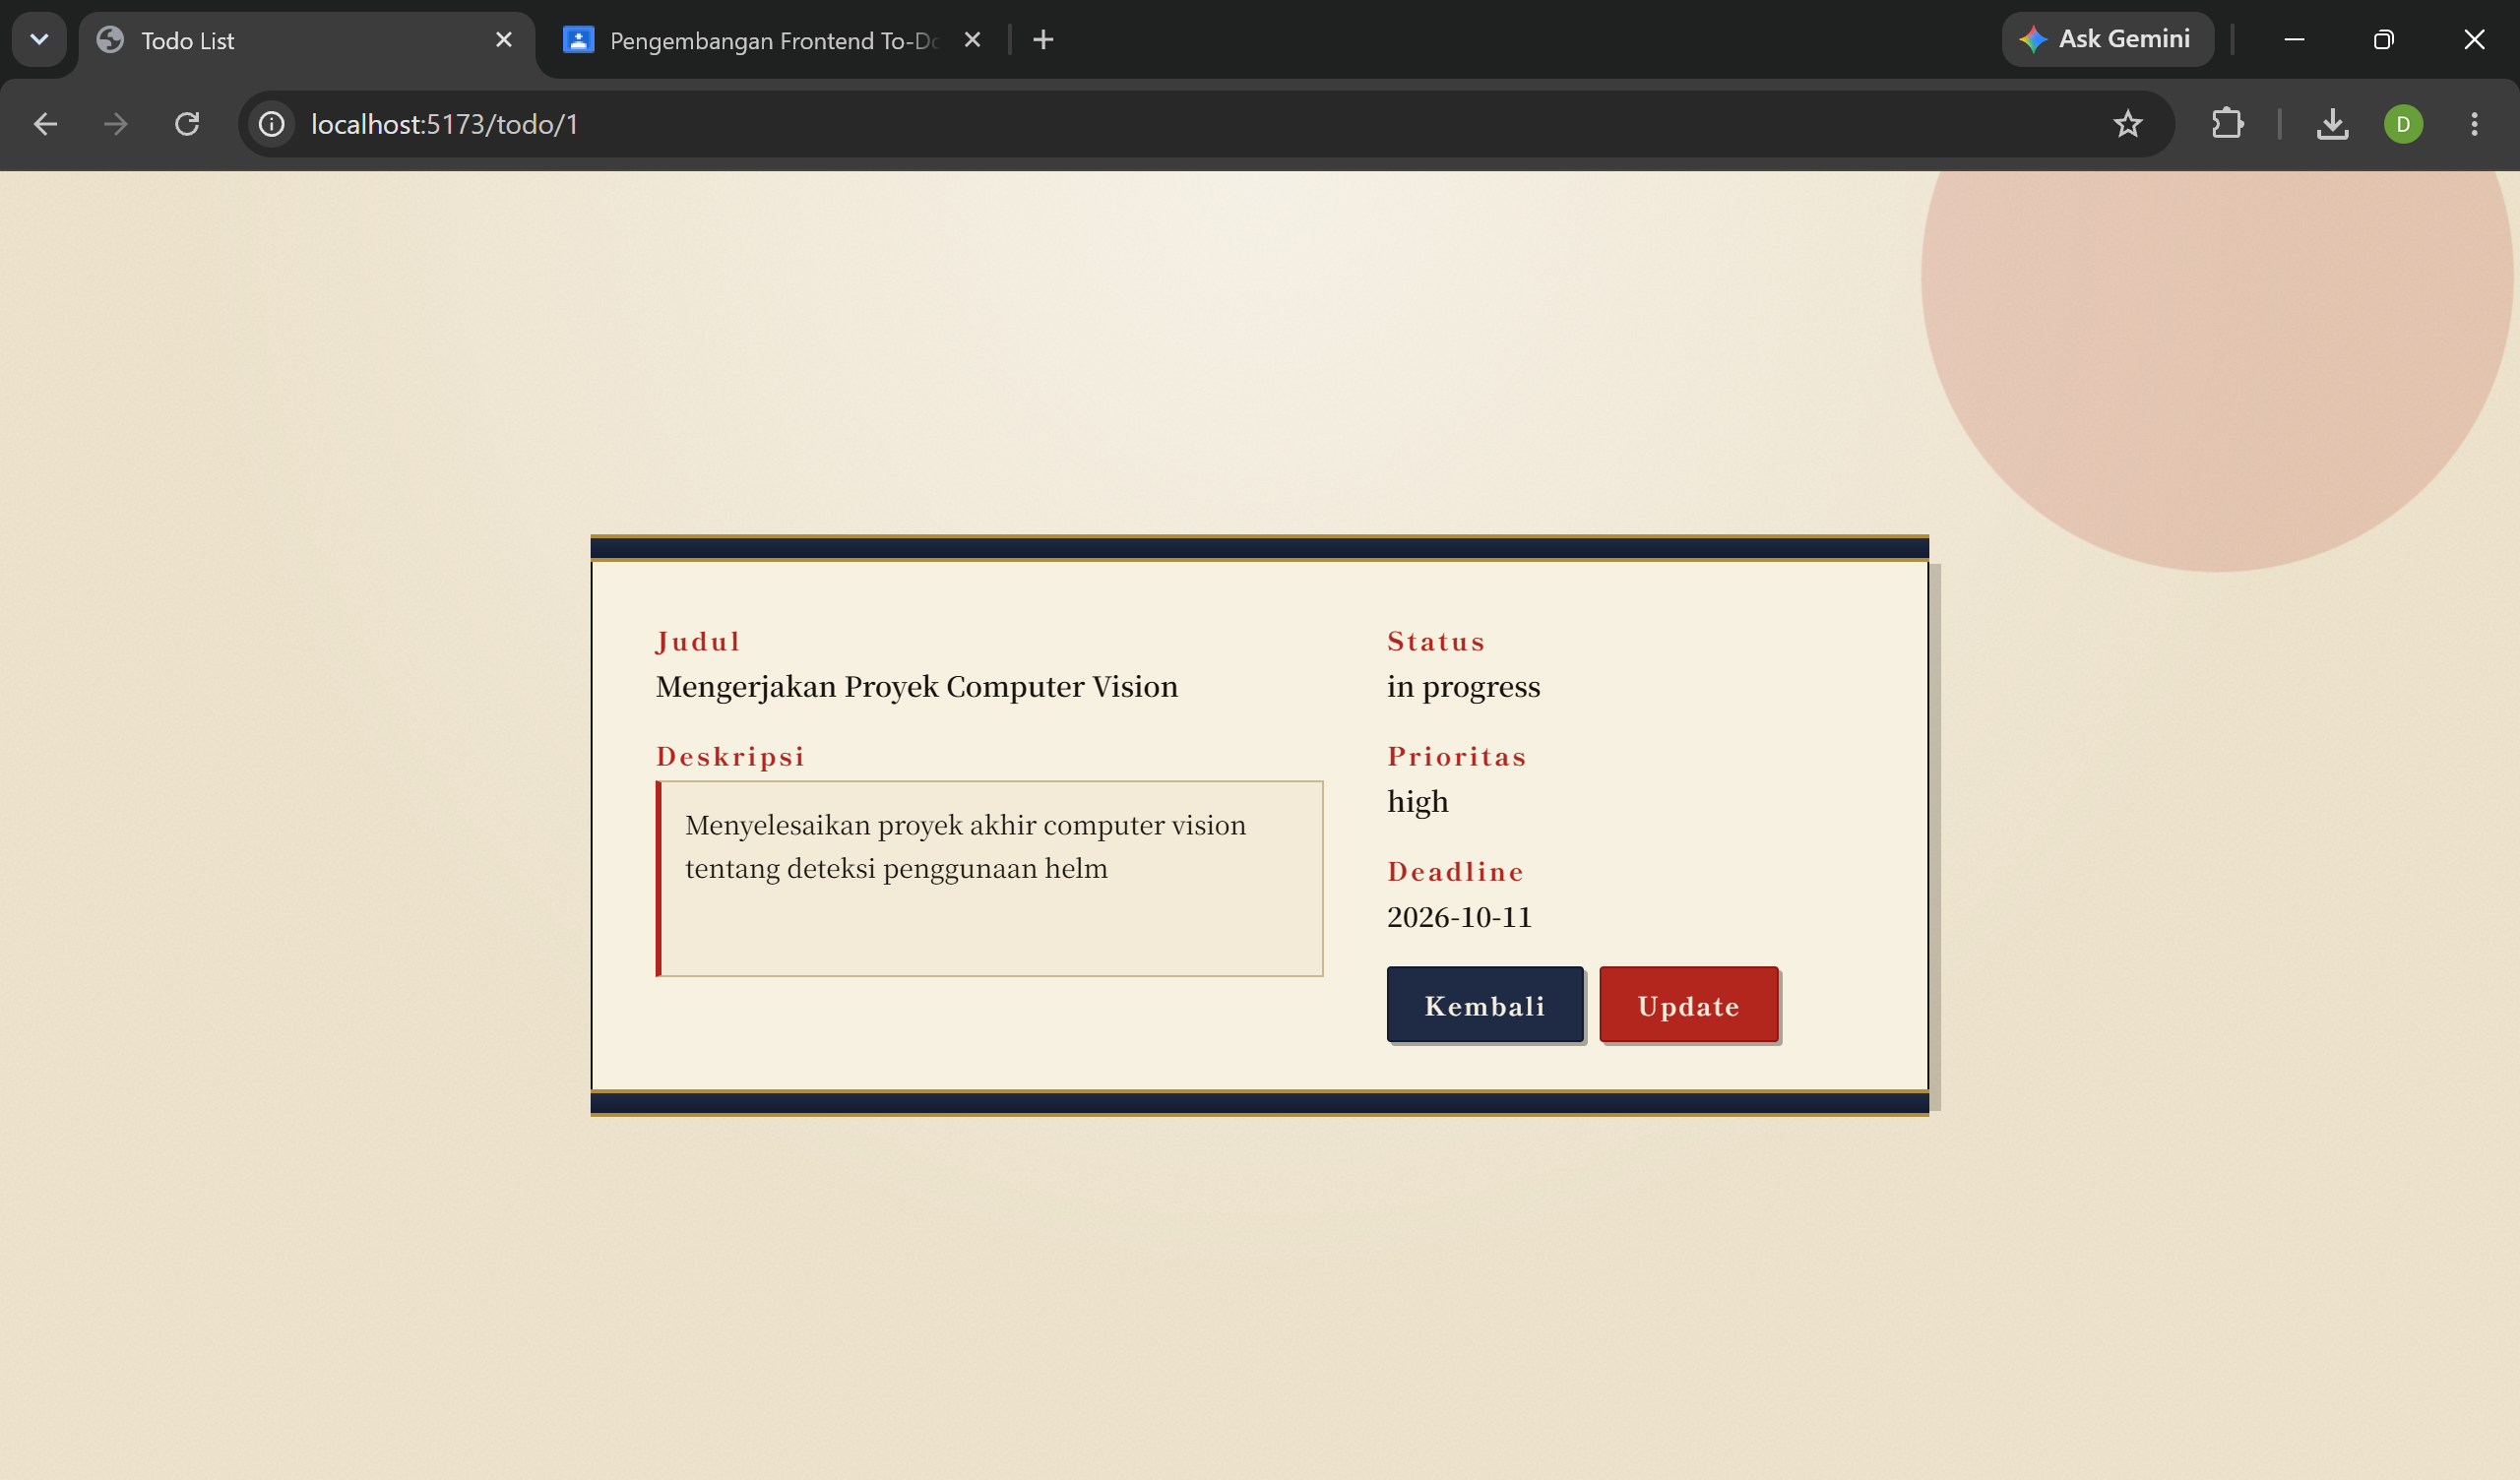 Todo List
Pengembangan Frontend To-Do
Ask Gemini
localhost:5173/todo/1
D
Judul
Mengerjakan Proyek Computer Vision
Deskripsi
Menyelesaikan proyek akhir computer vision
tentang deteksi penggunaan helm
Status
in progress
Prioritas
high
Deadline
2026-10-11
Kembali
Update